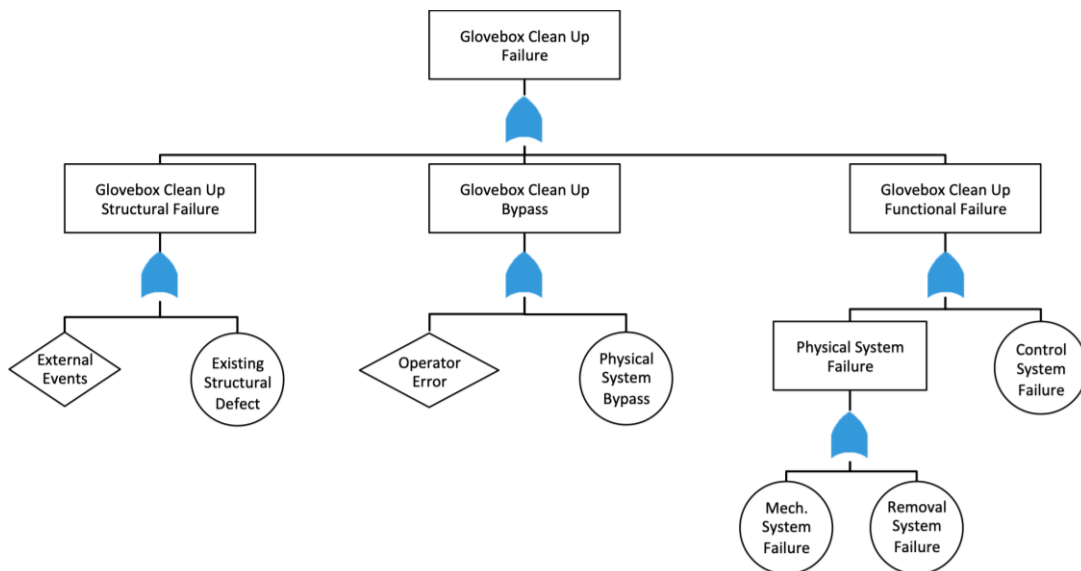 Glovebox Clean Up
Failure
Glovebox Clean Up
Structural Failure
Glovebox Clean Up
Bypass
Glovebox Clean Up
Functional Failure
External
Events
Existing
Structural
Defect
Operator
Error
Physical
System
Bypass
Physical System
Failure
Control
System
Failure
Mech.
System
Failure
Removal
System
Failure